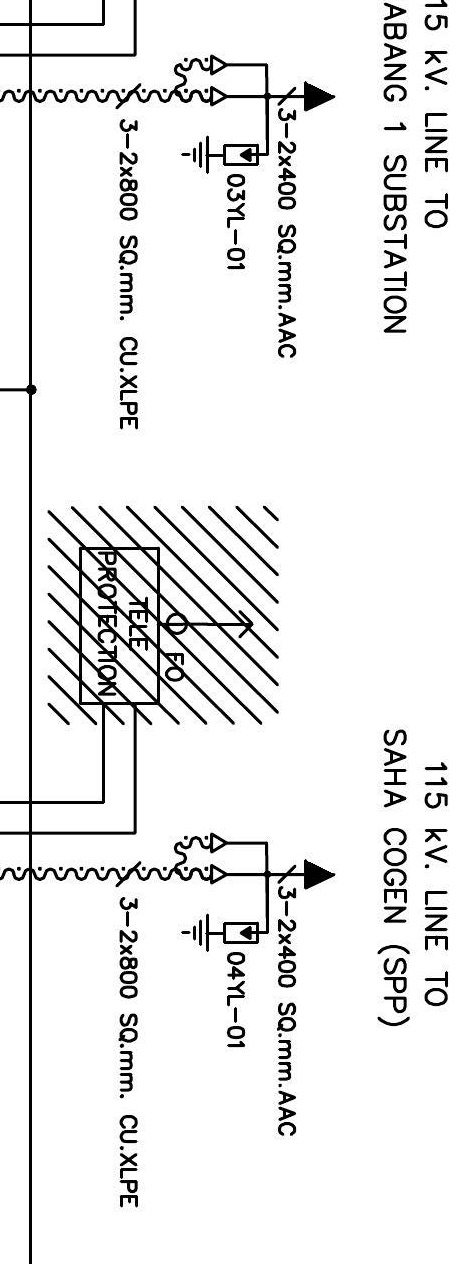 15 kV. LINE TO
ABANG 1 SUBSTATION
3-2x400 SQ.mm.AAC
03YL-01
3-2x800 SQ.mm. CU.XLPE
FO
TELE
PROTECTION
115 kV. LINE TO
SAHA COGEN (SPP)
3-2x400 SQ.mm.AAC
04YL-01
3-2x800 SQ.mm. CU.XLPE